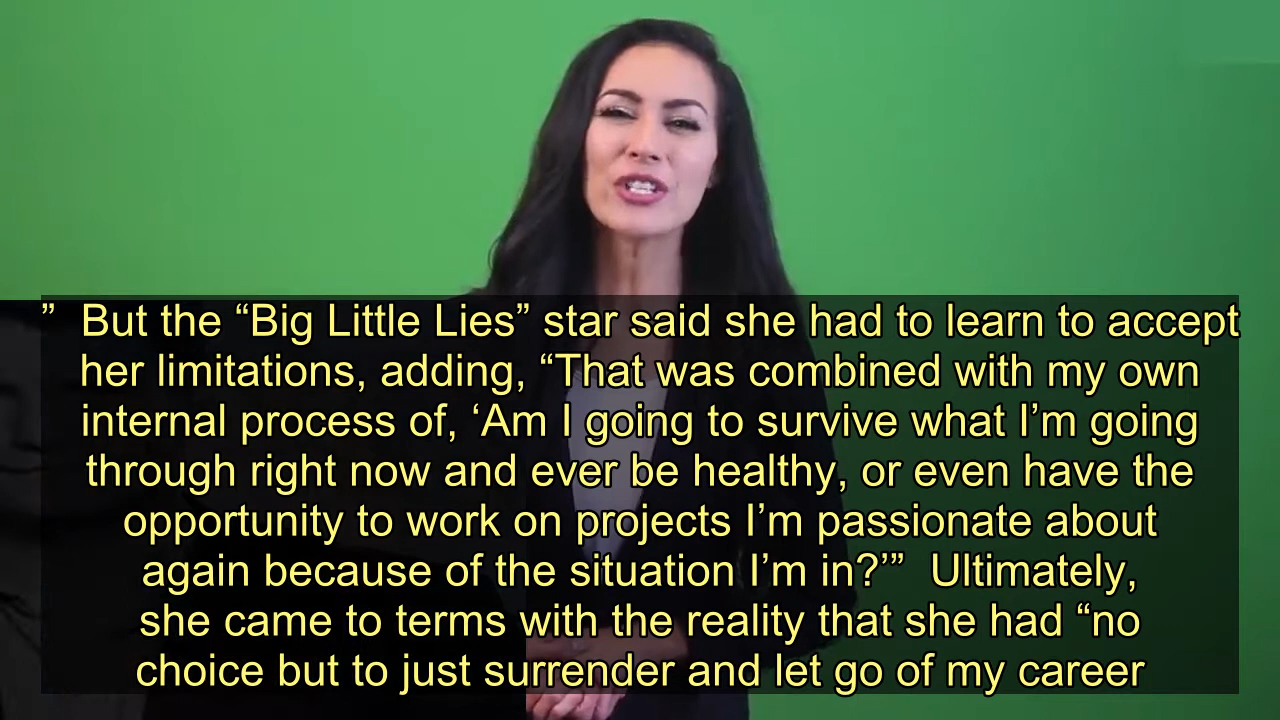 ”  But the “Big Little Lies” star said she had to learn to accept
her limitations, adding, “That was combined with my own
internal process of, ‘Am I going to survive what I’m going
through right now and ever be healthy, or even have the
opportunity to work on projects I’m passionate about
again because of the situation I’m in?’”  Ultimately,
she came to terms with the reality that she had “no
choice but to just surrender and let go of my career